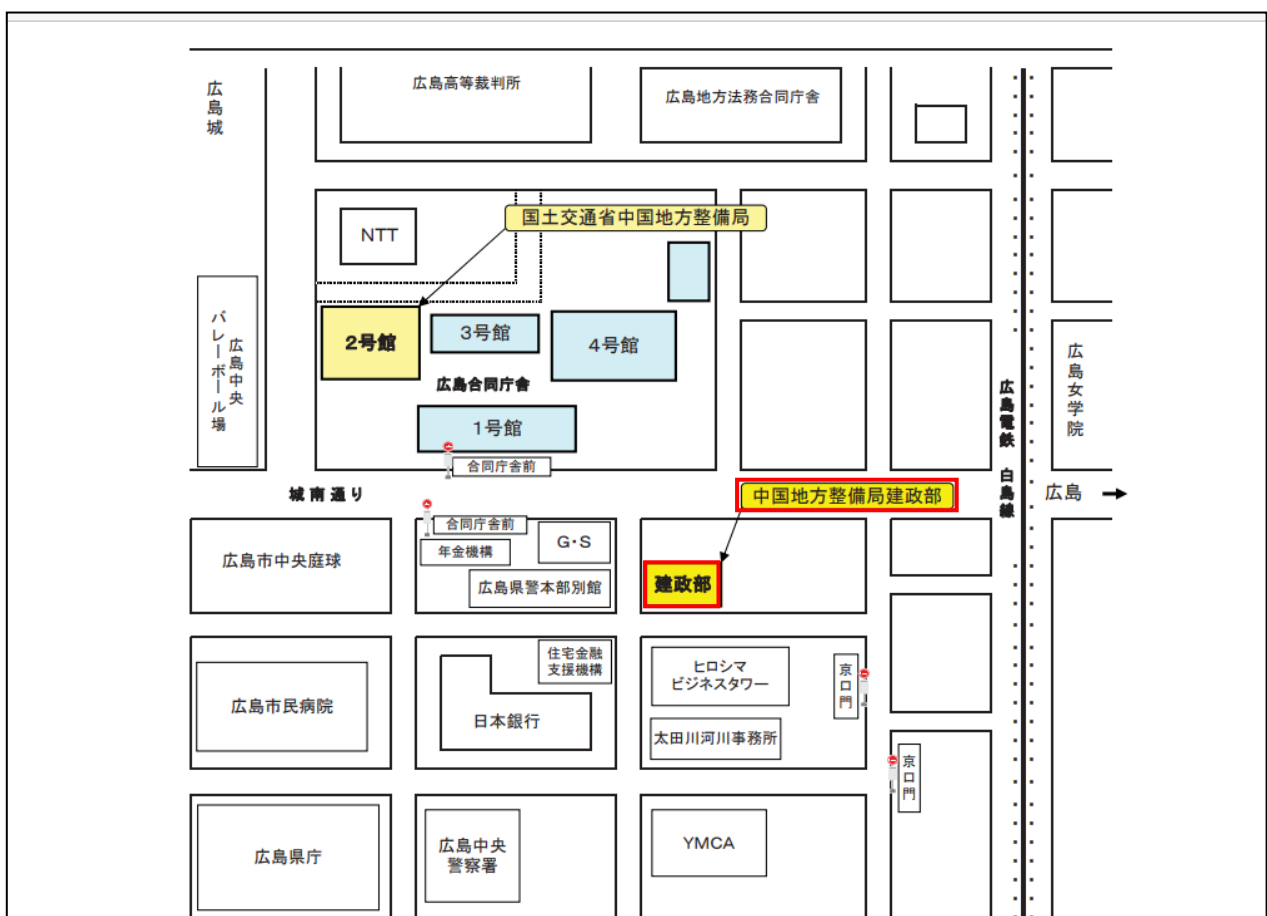 広島城
広島高等裁判所
広島地方法務合同庁舎
国土交通省中国地方整備局
NTT
2号館
3号館
4号館
広島合同庁舎
1号館
合同庁舎前
広島中央
バレーボール場
広島女学院
広島電鉄 白島線
城南通り
中国地方整備局建政部
広島
広島市中央庭球
合同庁舎前
年金機構
G・S
広島県警本部別館
建政部
広島市民病院
住宅金融
支援機構
日本銀行
ヒロシマ
ビジネスタワー
太田川河川事務所
京口門
京口門
広島県庁
広島中央
警察署
YMCA